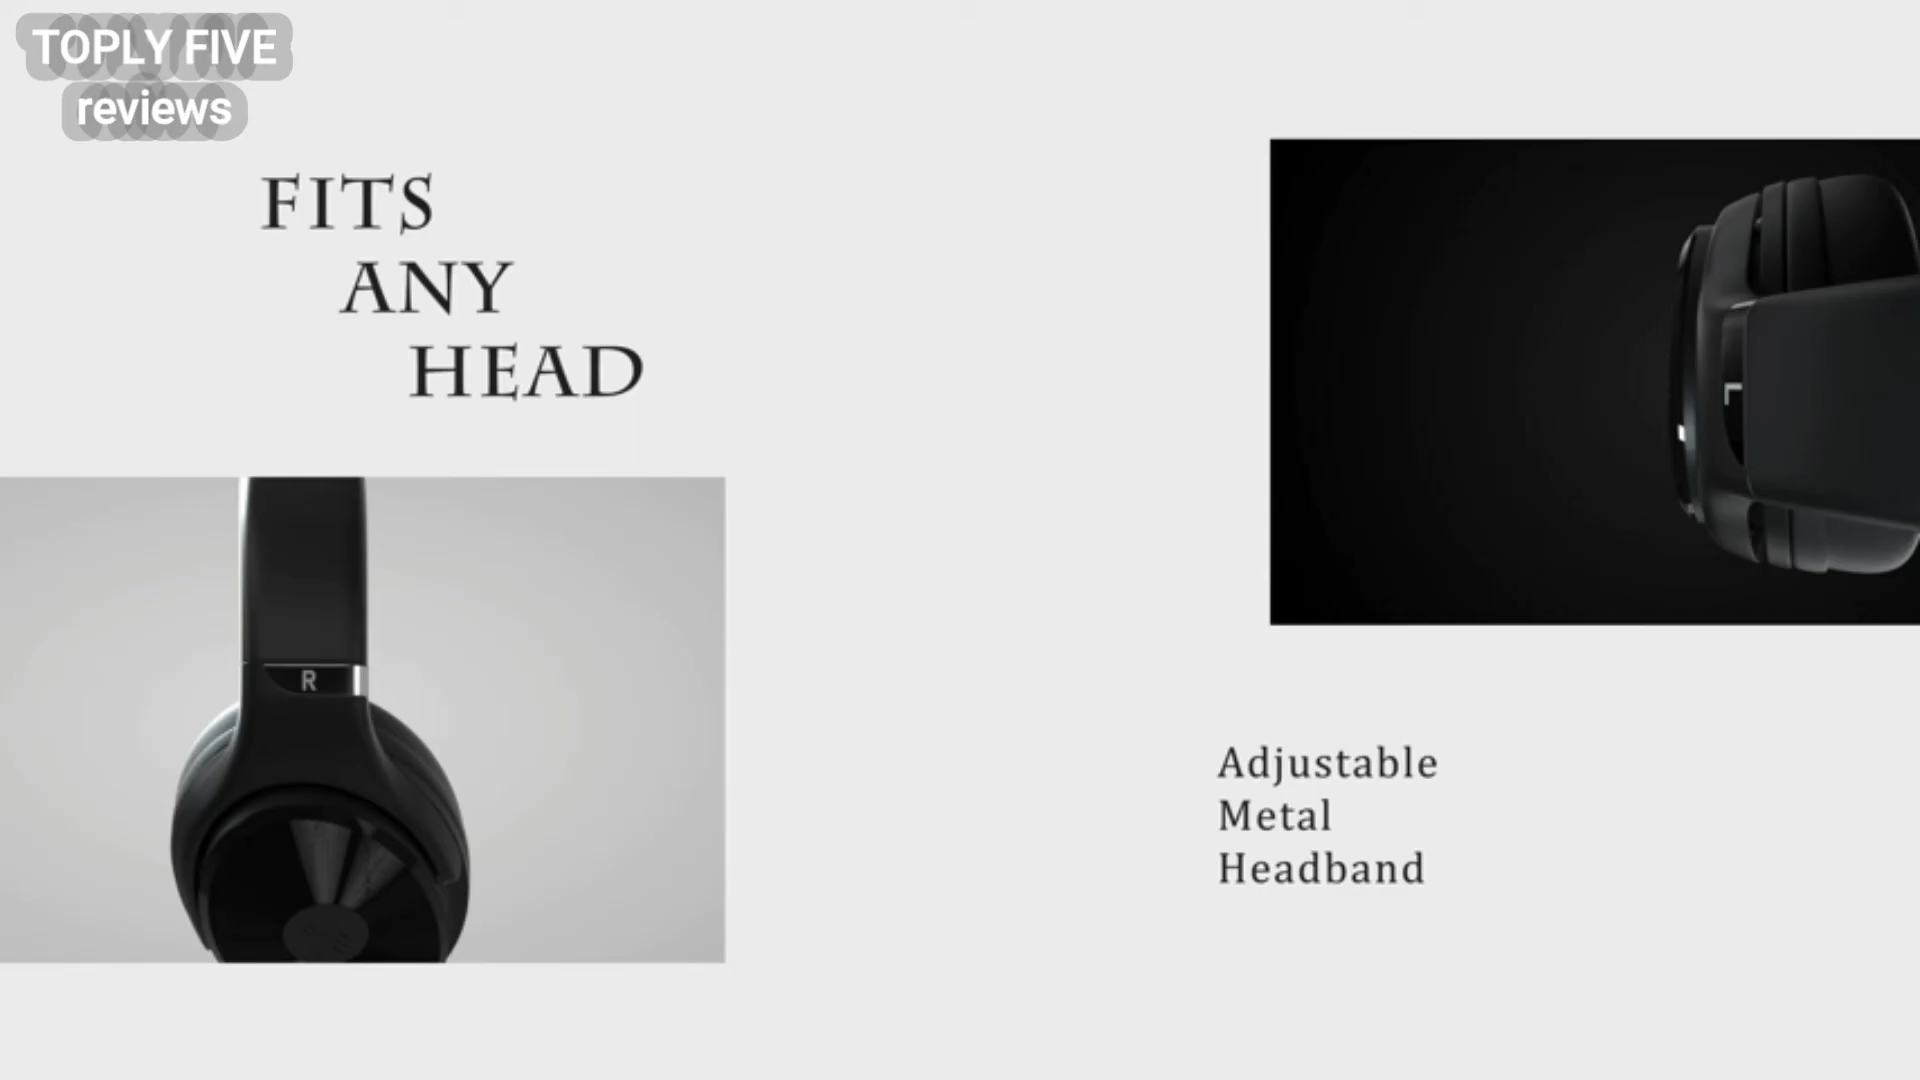 TOPLY FIVE
reviews
FITS
ANY
HEAD
R
L
Adjustable
Metal
Headband